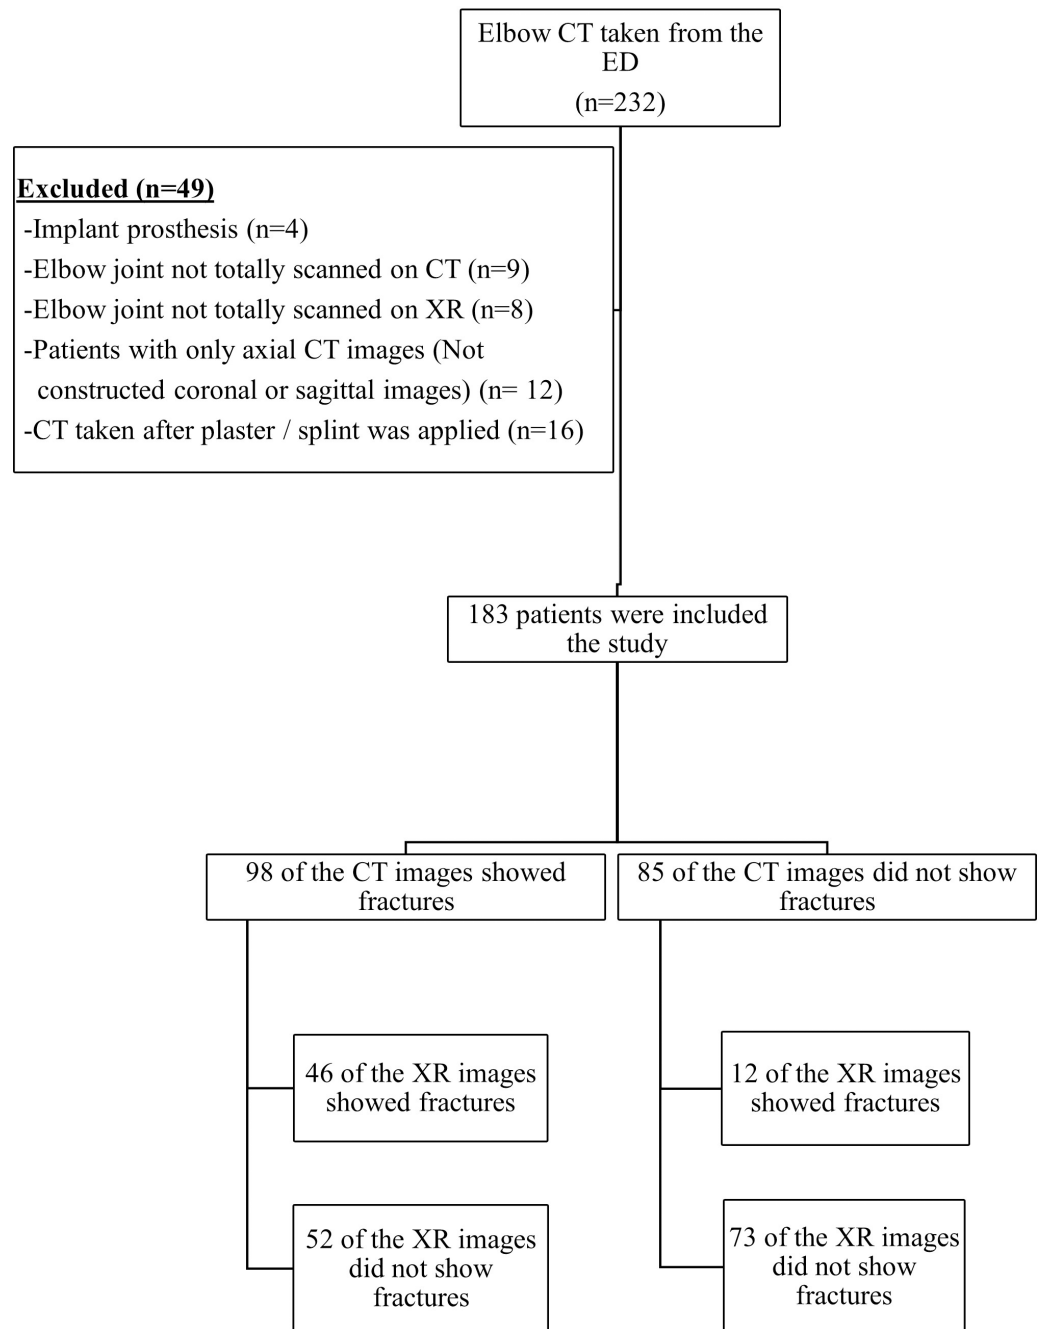 Elbow CT taken from the
ED
(n=232)
Excluded (n=49)
-Implant prosthesis (n=4)
-Elbow joint not totally scanned on CT (n=9)
-Elbow joint not totally scanned on XR (n=8)
-Patients with only axial CT images (Not
constructed coronal or sagittal images) (n= 12)
-CT taken after plaster / splint was applied (n=16)
183 patients were included
the study
98 of the CT images showed
fractures
85 of the CT images did not show
fractures
46 of the XR images
showed fractures
12 of the XR images
showed fractures
52 of the XR images
did not show
fractures
73 of the XR images
did not show
fractures